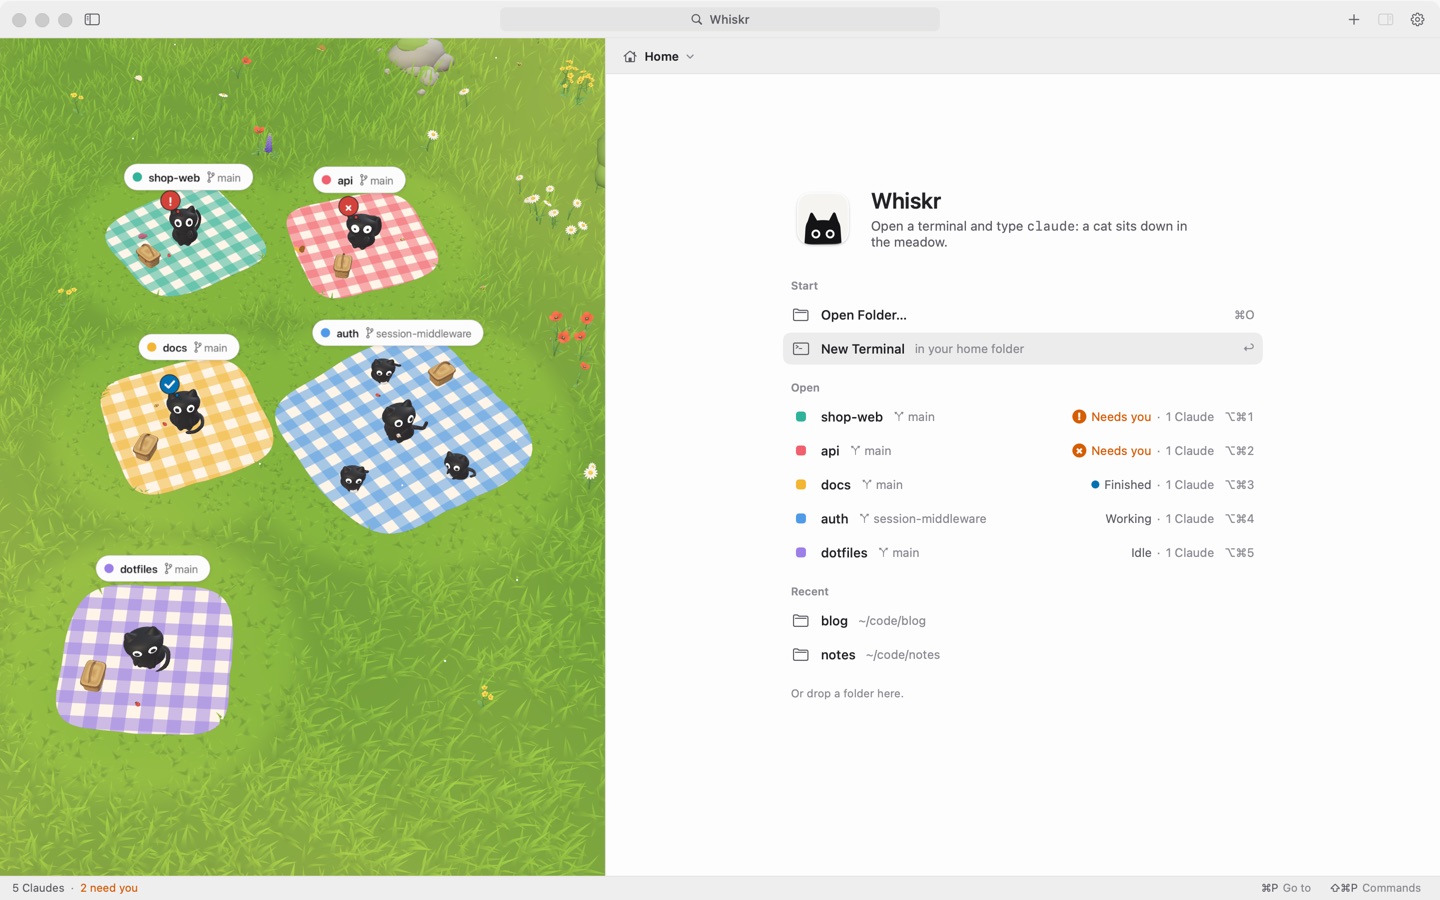 Whiskr
shop-web main
api main
docs main
auth session-middleware
dotfiles main
Home
Whiskr
Open a terminal and type claude: a cat sits down in
the meadow.
Start
Open Folder... ⌘O
New Terminal in your home folder ↩
Open
shop-web main Needs you · 1 Claude ⌥⌘1
api main Needs you · 1 Claude ⌥⌘2
docs main Finished · 1 Claude ⌥⌘3
auth session-middleware Working · 1 Claude ⌥⌘4
dotfiles main Idle · 1 Claude ⌥⌘5
Recent
blog ~/code/blog
notes ~/code/notes
Or drop a folder here.
5 Claudes · 2 need you
⌘P Go to ⇧⌘P Commands